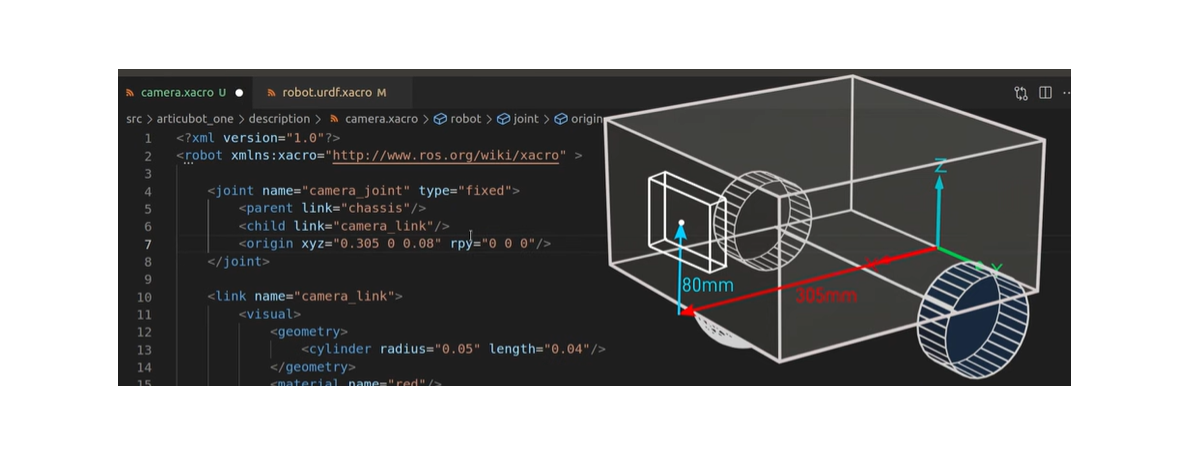 camera.xacro U ● robot.urdf.xacro M
src > articubot_one > description > camera.xacro > robot > joint > origin
1 <?xml version="1.0"?>
2 <robot xmlns:xacro="http://www.ros.org/wiki/xacro" >
3
4 <joint name="camera_joint" type="fixed">
5 <parent link="chassis"/>
6 <child link="camera_link"/>
7 <origin xyz="0.305 0 0.08" rpy="0 0 0"/>
8 </joint>
9
10 <link name="camera_link">
11 <visual>
12 <geometry>
13 <cylinder radius="0.05" length="0.04"/>
14 </geometry>
15 <material name="red"/>
Z
Y
80mm
305mm